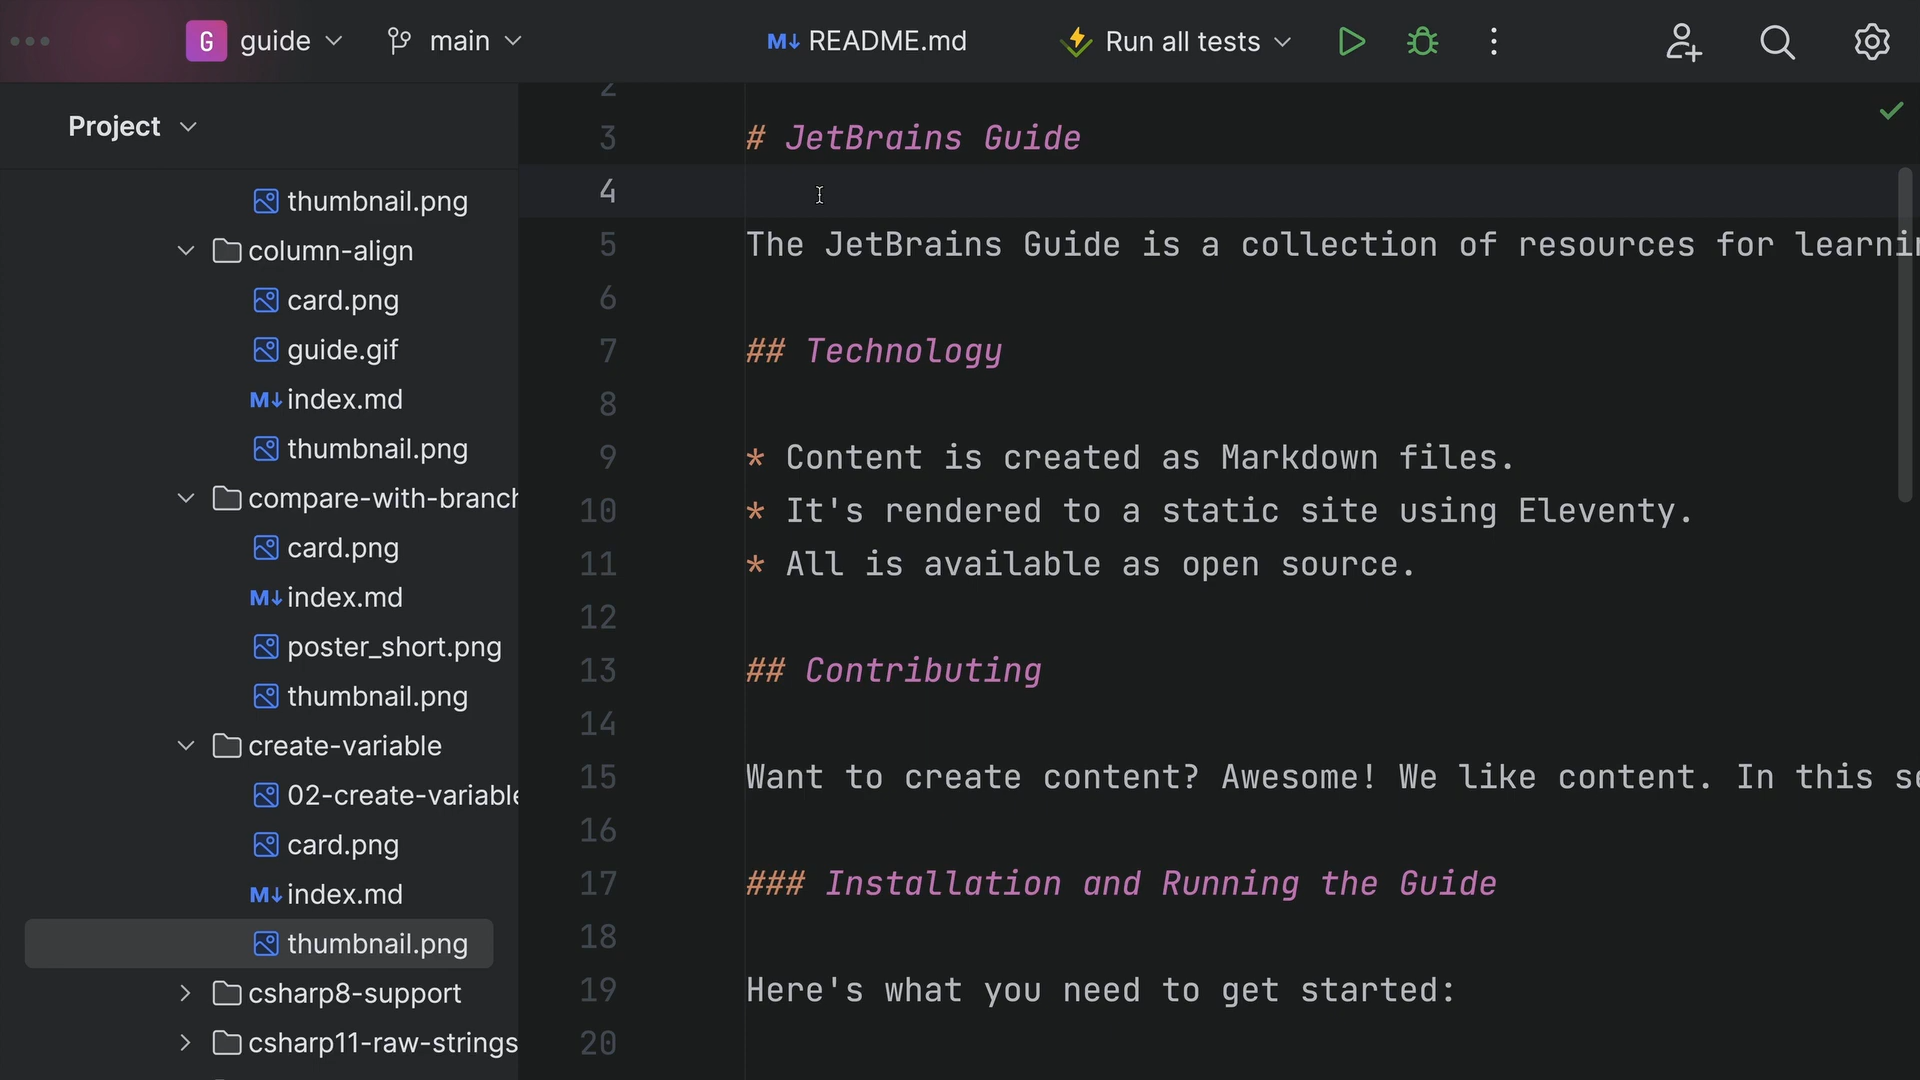 G guide main M↓ README.md Run all tests
Project
thumbnail.png
column-align
card.png
guide.gif
M↓ index.md
thumbnail.png
compare-with-branch
card.png
M↓ index.md
poster_short.png
thumbnail.png
create-variable
02-create-variable
card.png
M↓ index.md
thumbnail.png
csharp8-support
csharp11-raw-strings
2
3 # JetBrains Guide
4
5 The JetBrains Guide is a collection of resources for learnin
6
7 ## Technology
8
9 * Content is created as Markdown files.
10 * It's rendered to a static site using Eleventy.
11 * All is available as open source.
12
13 ## Contributing
14
15 Want to create content? Awesome! We like content. In this se
16
17 ### Installation and Running the Guide
18
19 Here's what you need to get started:
20